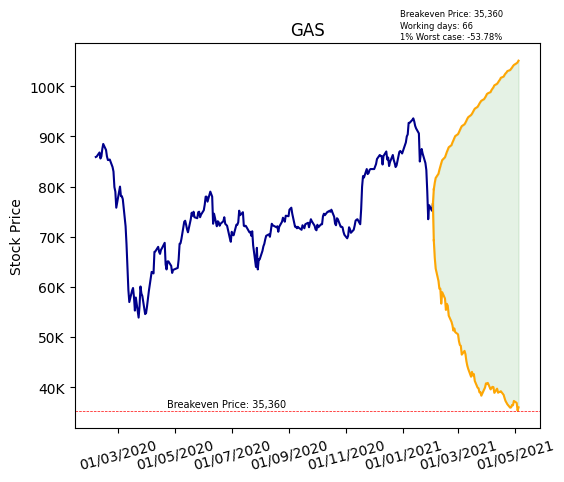 Breakeven Price: 35,360
Working days: 66
1% Worst case: -53.78%
GAS
Stock Price
100K
90K
80K
70K
60K
50K
40K
Breakeven Price: 35,360
01/03/2020
01/05/2020
01/07/2020
01/09/2020
01/11/2020
01/01/2021
01/03/2021
01/05/2021